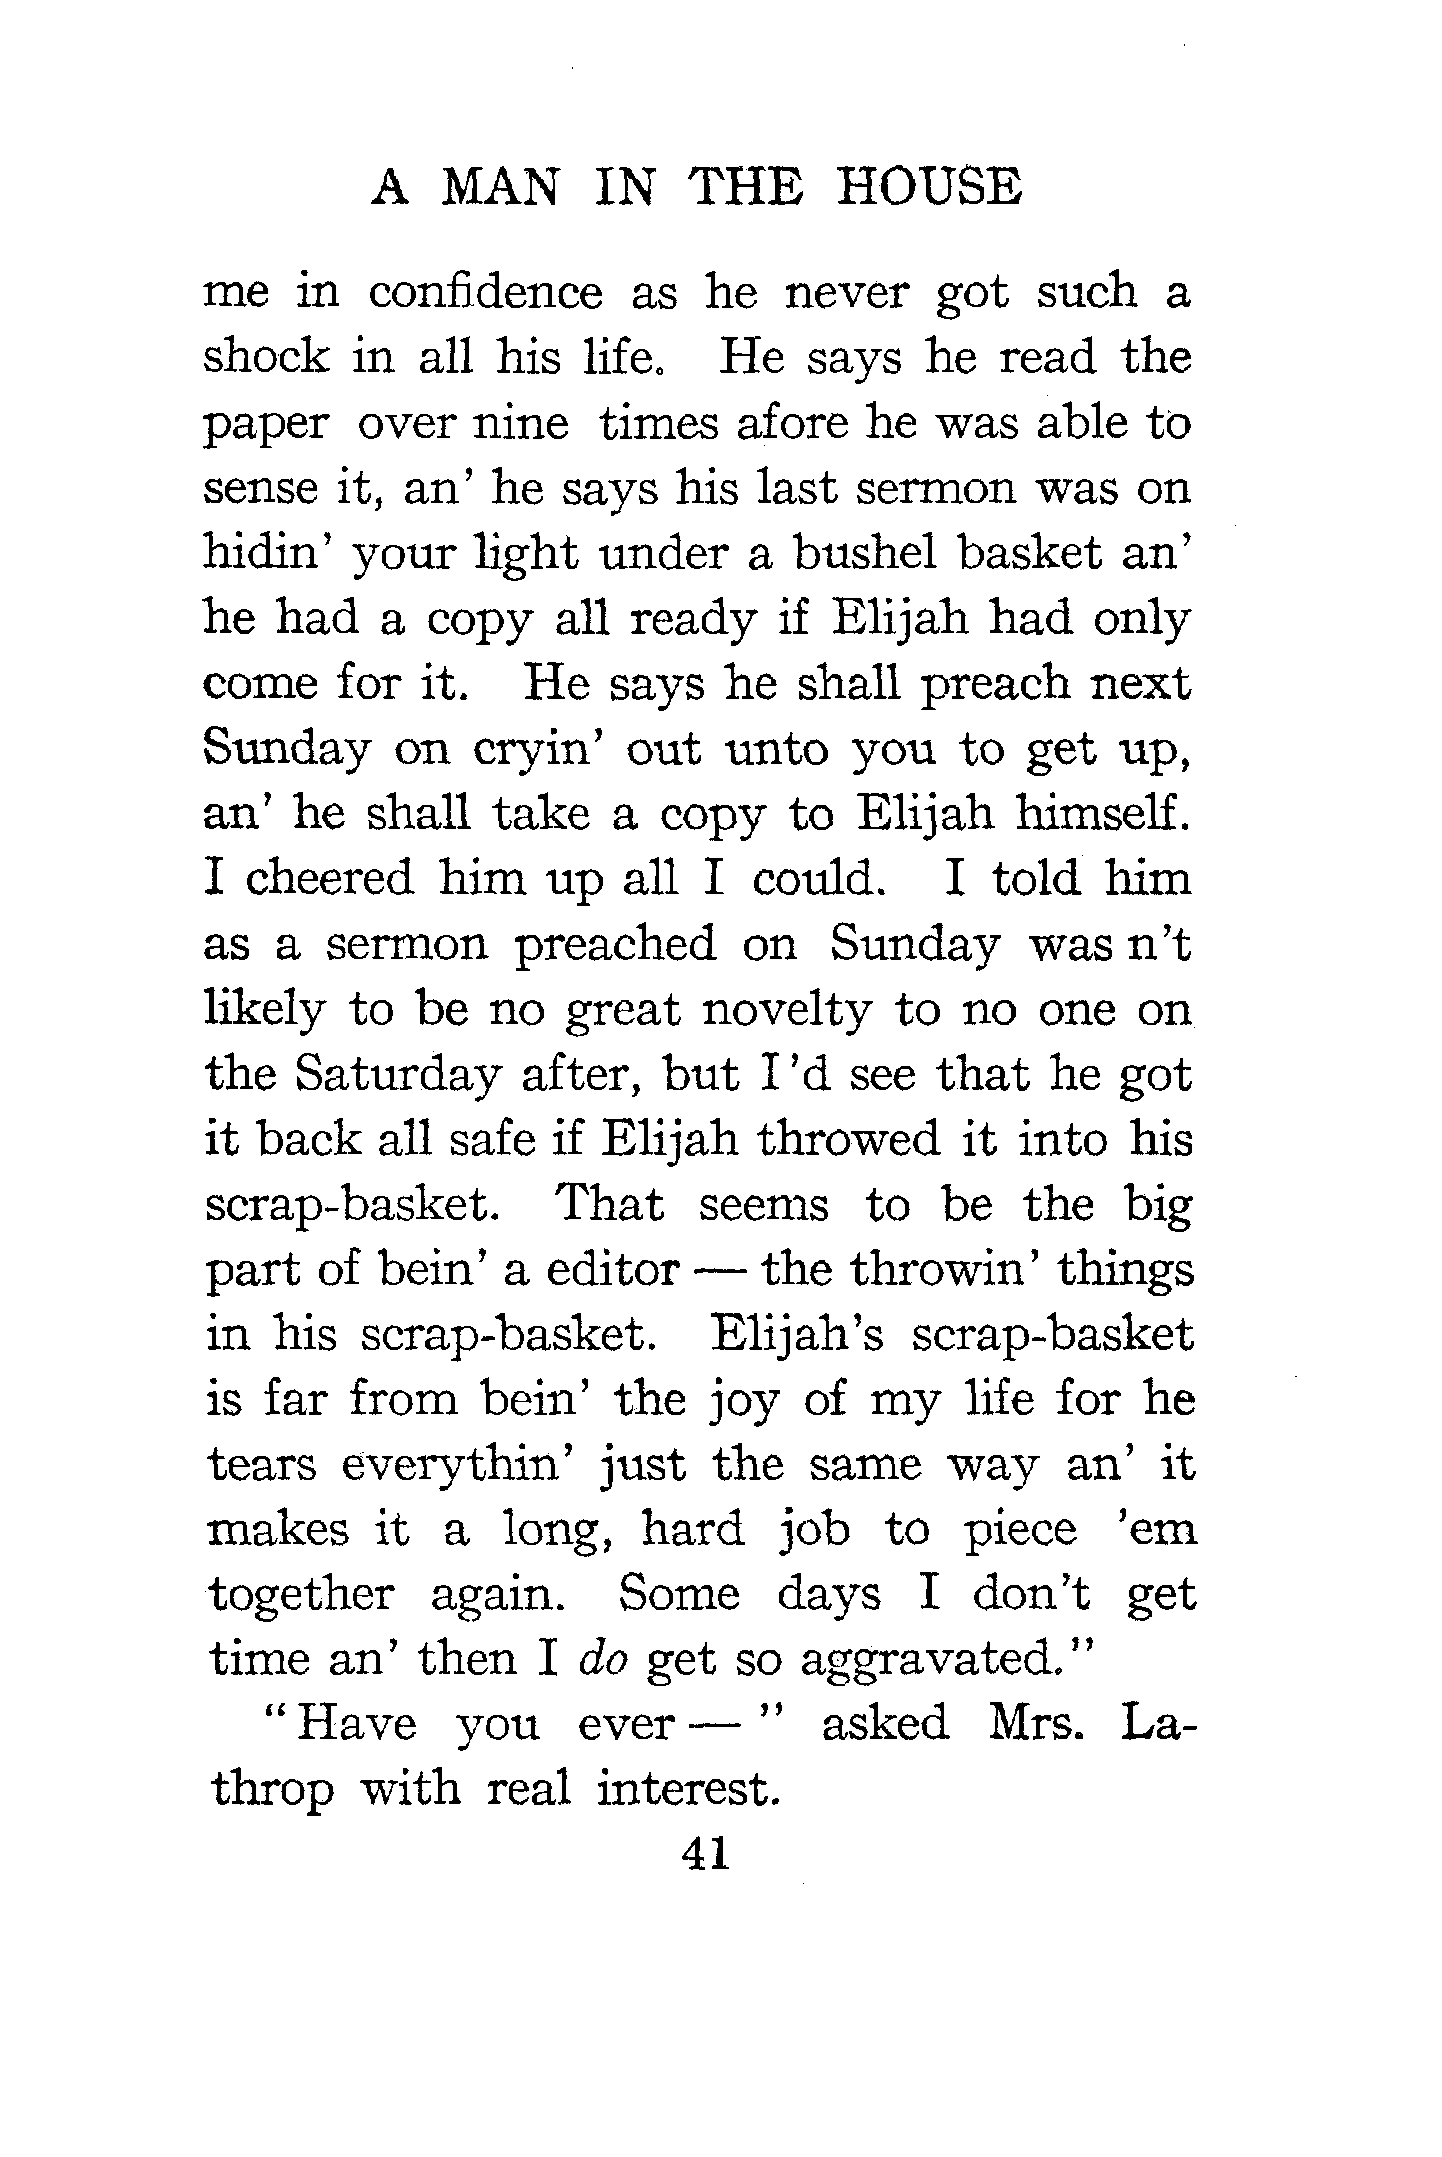 A MAN IN THE HOUSE
me in confidence as he never got such a
shock in all his life. He says he read the
paper over nine times afore he was able to
sense it, an' he says his last sermon was on
hidin' your light under a bushel basket an'
he had a copy all ready if Elijah had only
come for it. He says he shall preach next
Sunday on cryin' out unto you to get up,
an' he shall take a copy to Elijah himself.
I cheered him up all I could. I told him
as a sermon preached on Sunday was n't
likely to be no great novelty to no one on
the Saturday after, but I 'd see that he got
it back all safe if Elijah throwed it into his
scrap-basket. That seems to be the big
part of bein' a editor — the throwin' things
in his scrap-basket. Elijah's scrap-basket
is far from bein' the joy of my life for he
tears everythin' just the same way an' it
makes it a long, hard job to piece 'em
together again. Some days I don't get
time an' then I do get so aggravated."
"Have you ever — " asked Mrs. La-
throp with real interest.
41